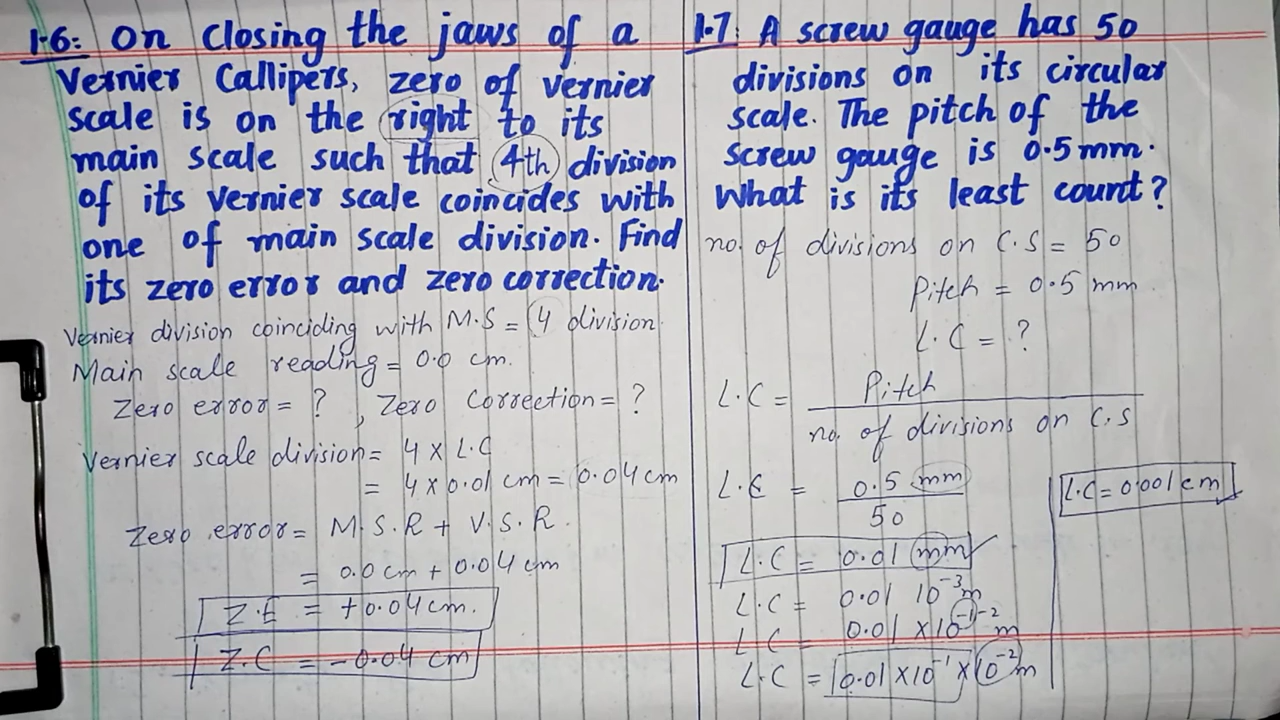 1.6: On Closing the jaws of a
Vernier Callipers, zero of vernier
scale is on the right to its
main scale such that 4th division
of its vernier scale coincides with
one of main scale division. Find
its zero error and zero correction.
Vernier division coinciding with M.S = 4 division
Main scale reading = 0.0 cm.
Zero error = ? , Zero Correction = ?
Vernier scale division = 4 x L.C
= 4 x 0.01 cm = 0.04 cm
Zero error = M.S.R + V.S.R.
= 0.0 cm + 0.04 cm
Z.E = +0.04 cm.
Z.C = -0.04 cm
1.7. A screw gauge has 50
divisions on its circular
scale. The pitch of the
screw gauge is 0.5 mm.
What is its least count?
no. of divisions on C.S = 50
Pitch = 0.5 mm.
L.C = ?
L.C = Pitch
no. of divisions on C.S
L.C = 0.5 mm
50
L.C = 0.01 mm
L.C = 0.01 10⁻³m
L C = 0.01 x10⁻¹⁻² m
L.C = 0.01 x10⁻¹ x 10⁻² m
L.C = 0.001 cm